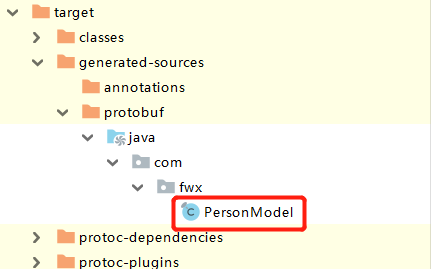 target
classes
generated-sources
annotations
protobuf
java
com
fwx
C PersonModel
protoc-dependencies
protoc-plugins